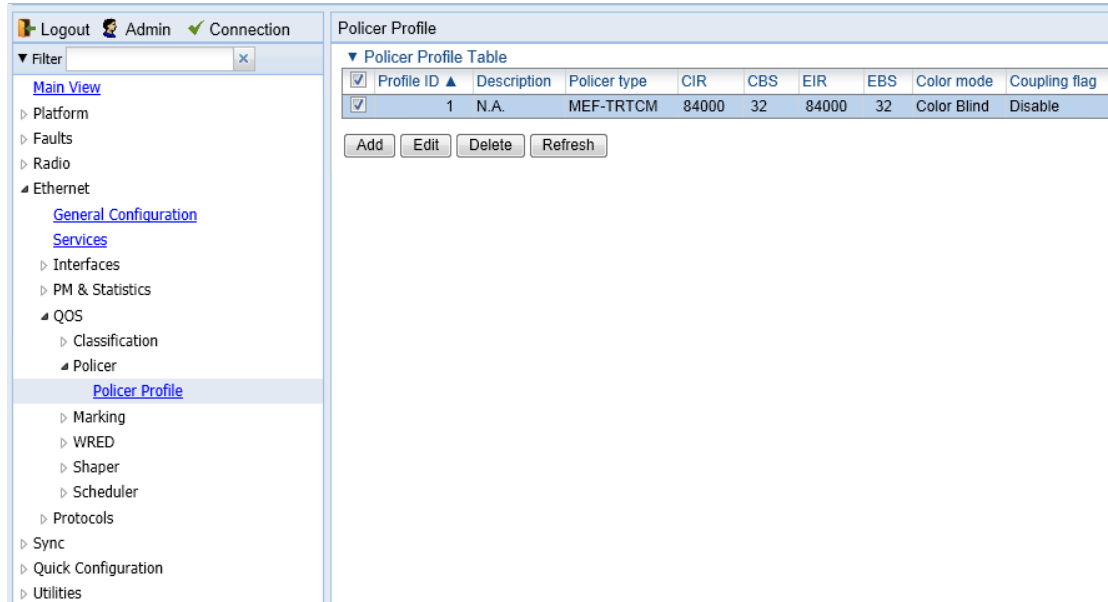 Logout Admin Connection
Filter
Main View
Platform
Faults
Radio
Ethernet
General Configuration
Services
Interfaces
PM & Statistics
QOS
Classification
Policer
Policer Profile
Marking
WRED
Shaper
Scheduler
Protocols
Sync
Quick Configuration
Utilities
Policer Profile
Policer Profile Table
Profile ID ▲ Description Policer type CIR CBS EIR EBS Color mode Coupling flag
1 N.A. MEF-TRTCM 84000 32 84000 32 Color Blind Disable
Add Edit Delete Refresh